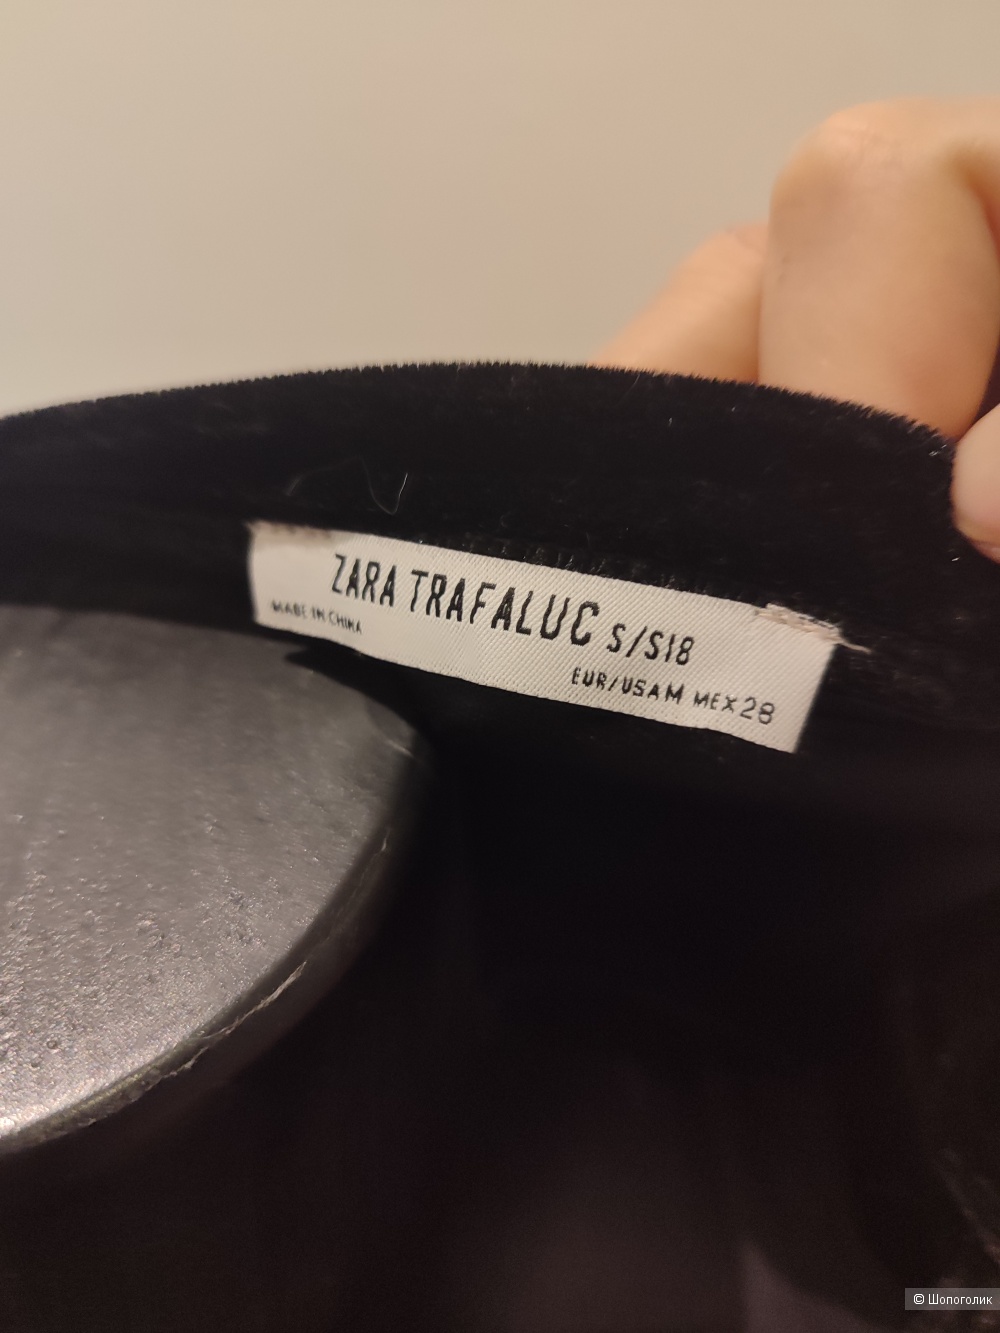 ZARA TRAFALUC S/S18
MADE IN CHINA
EUR/USA M MEX 28
© Шопоголик